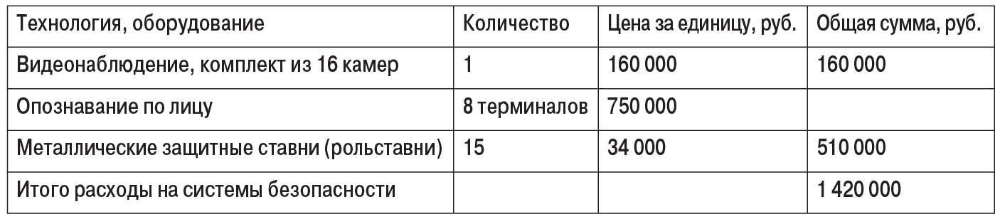 Технология, оборудование Количество Цена за единицу, руб. Общая сумма, руб.
Видеонаблюдение, комплект из 16 камер 1 160 000 160 000
Опознавание по лицу 8 терминалов 750 000
Металлические защитные ставни (рольставни) 15 34 000 510 000
Итого расходы на системы безопасности 1 420 000